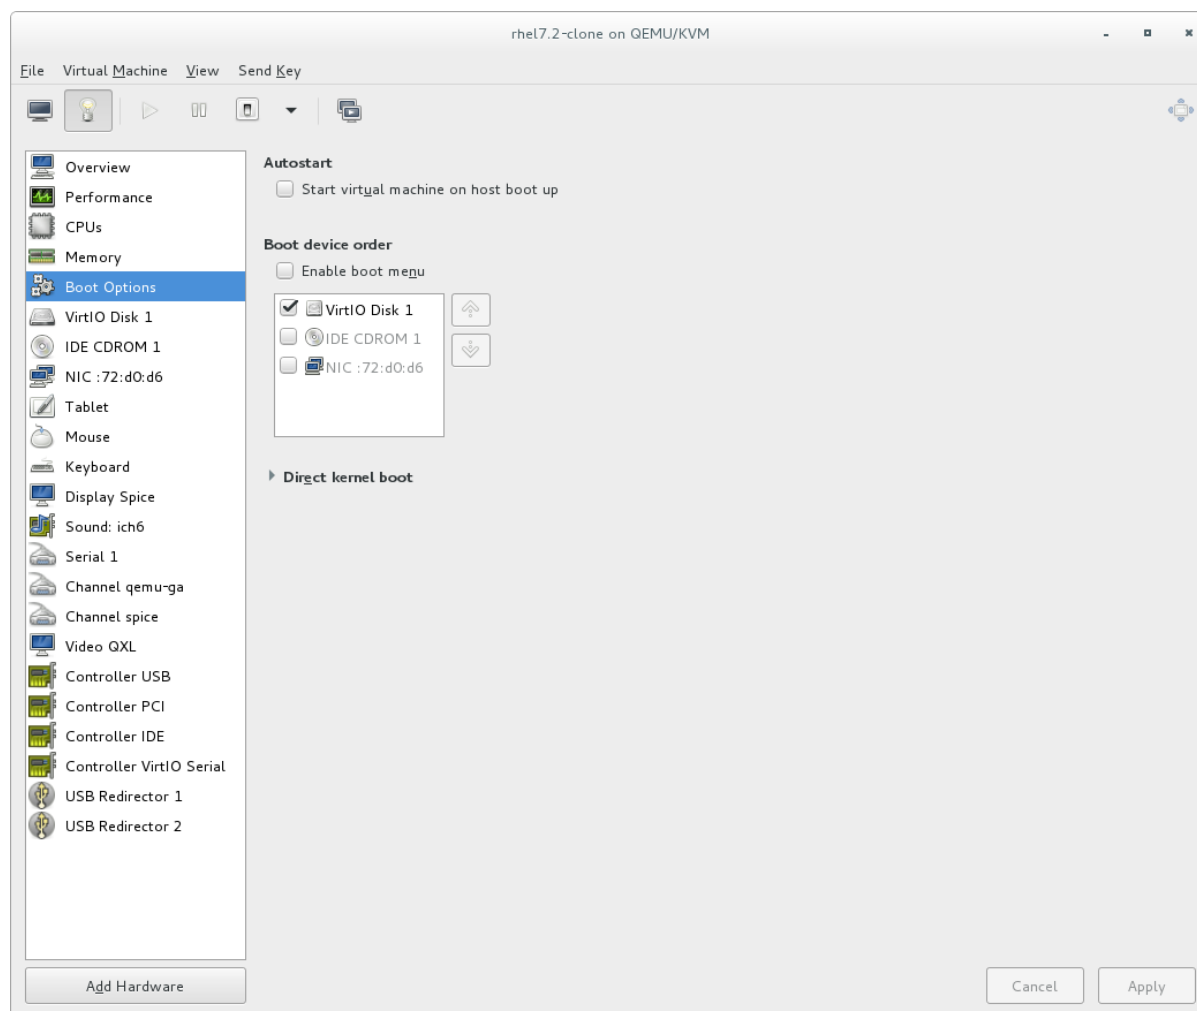 rhel7.2-clone on QEMU/KVM
File Virtual Machine View Send Key
Overview
Performance
CPUs
Memory
Boot Options
VirtIO Disk 1
IDE CDROM 1
NIC :72:d0:d6
Tablet
Mouse
Keyboard
Display Spice
Sound: ich6
Serial 1
Channel qemu-ga
Channel spice
Video QXL
Controller USB
Controller PCI
Controller IDE
Controller VirtIO Serial
USB Redirector 1
USB Redirector 2
Add Hardware
Autostart
Start virtual machine on host boot up
Boot device order
Enable boot menu
VirtIO Disk 1
IDE CDROM 1
NIC :72:d0:d6
Direct kernel boot
Cancel Apply